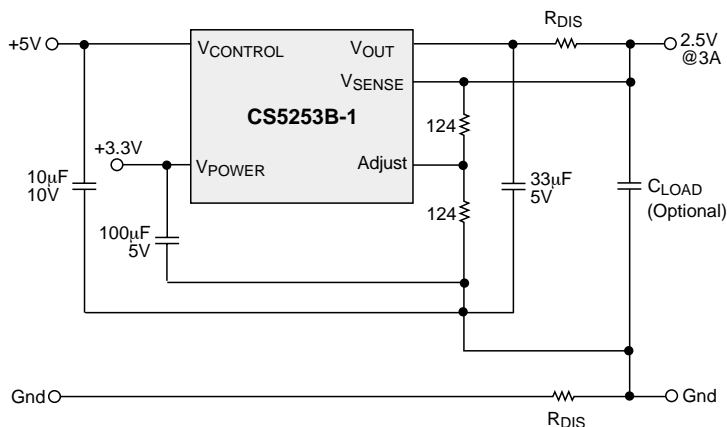 +5V
VCONTROL
VOUT
RDIS
2.5V
@3A
VSENSE
CS5253B-1
124
+3.3V
VPOWER
Adjust
10μF
10V
33μF
5V
CLOAD
(Optional)
124
100μF
5V
Gnd
Gnd
RDIS